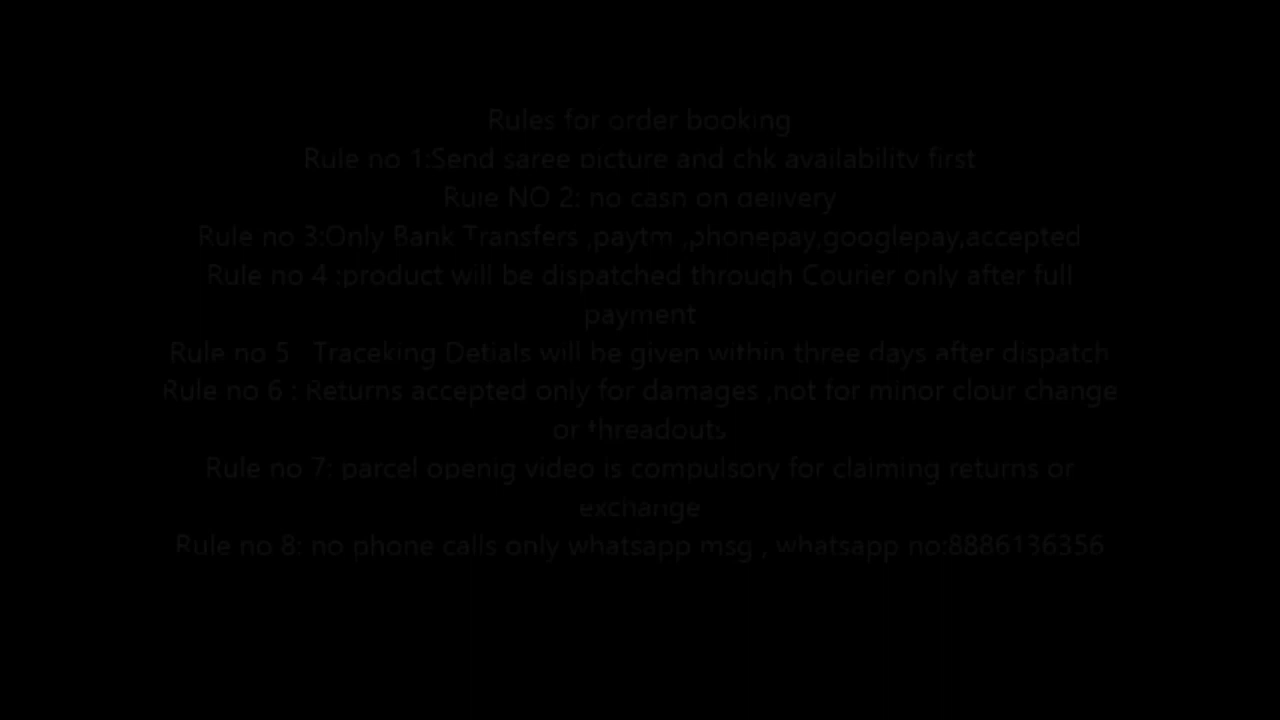 Rules for order booking
Rule no 1:Send saree picture and chk availability first
Rule NO 2: no cash on delivery
Rule no 3:Only Bank Transfers ,paytm ,phonepay,googlepay,accepted
Rule no 4 :product will be dispatched through Courier only after full
payment
Rule no 5   Traceking Detials will be given within three days after dispatch
Rule no 6 : Returns accepted only for damages ,not for minor clour change
or threadouts
Rule no 7: parcel openig video is compulsory for claiming returns or
exchange
Rule no 8: no phone calls only whatsapp msg , whatsapp no:8886136356